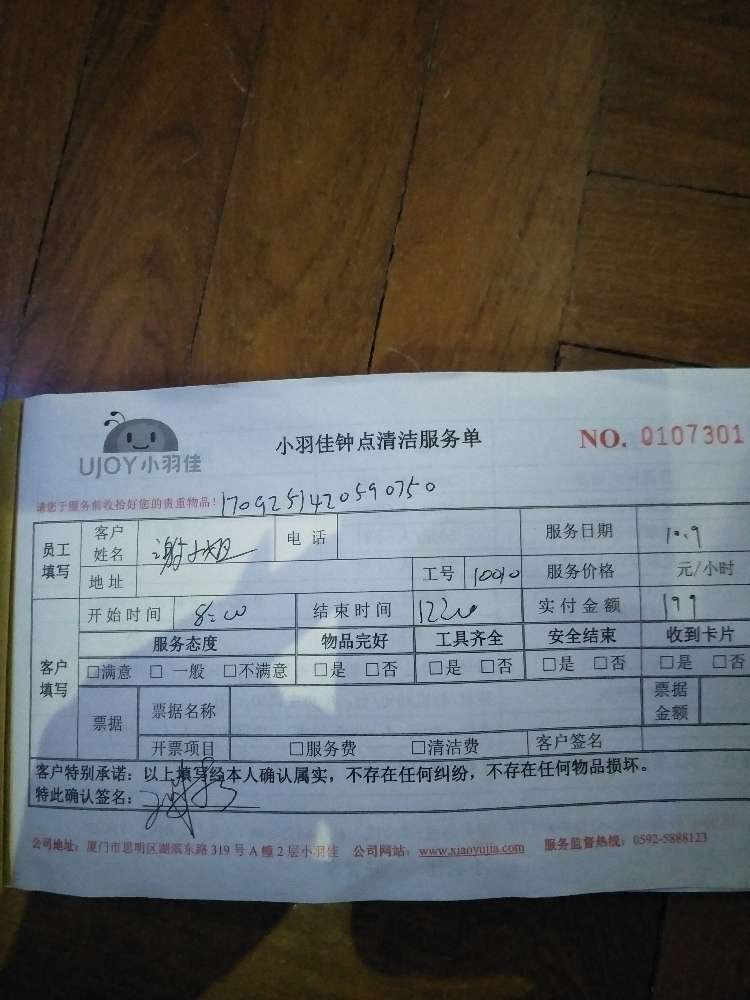 UJOY小羽佳
小羽佳钟点清洁服务单
NO. 0107301
请您于服务前收拾好您的贵重物品! 1709251420590750
员工填写 客户姓名 谢 电话 服务日期 10.9
地址 工号 10010 服务价格 元/小时
客户填写 开始时间 8:00 结束时间 1200 实付金额 199
服务态度 物品完好 工具齐全 安全结束 收到卡片
□满意 □一般 □不满意 □是 □否 □是 □否 □是 □否 □是 □否
票据 票据名称 票据金额
开票项目 □服务费 □清洁费 客户签名
客户特别承诺：以上填写经本人确认属实，不存在任何纠纷，不存在任何物品损坏。
特此确认签名：
公司地址：厦门市思明区湖滨东路 319 号 A 幢 2 层小羽佳 公司网站：www.xiaoyujia.com 服务监督热线：0592-5888123